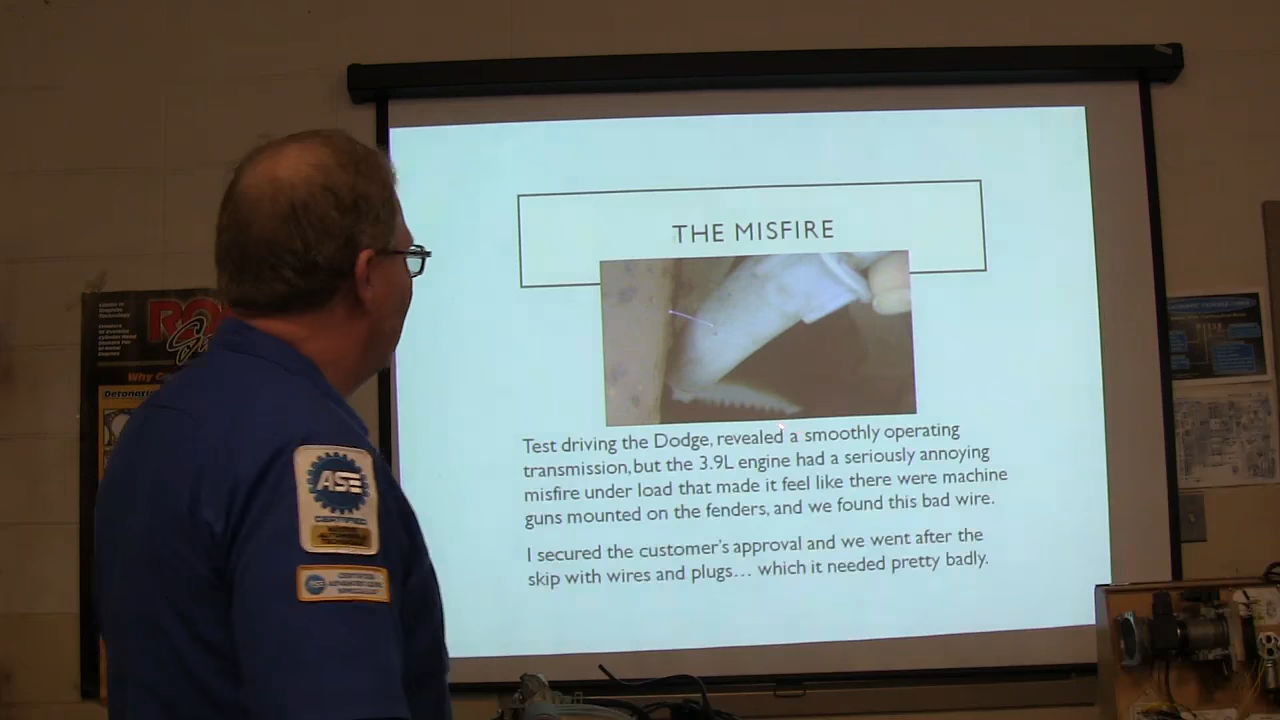 THE MISFIRE
Test driving the Dodge, revealed a smoothly operating
transmission, but the 3.9L engine had a seriously annoying
misfire under load that made it feel like there were machine
guns mounted on the fenders, and we found this bad wire.
I secured the customer's approval and we went after the
skip with wires and plugs... which it needed pretty badly.
RO
Why
Detonati
ASE
CERTIFIED